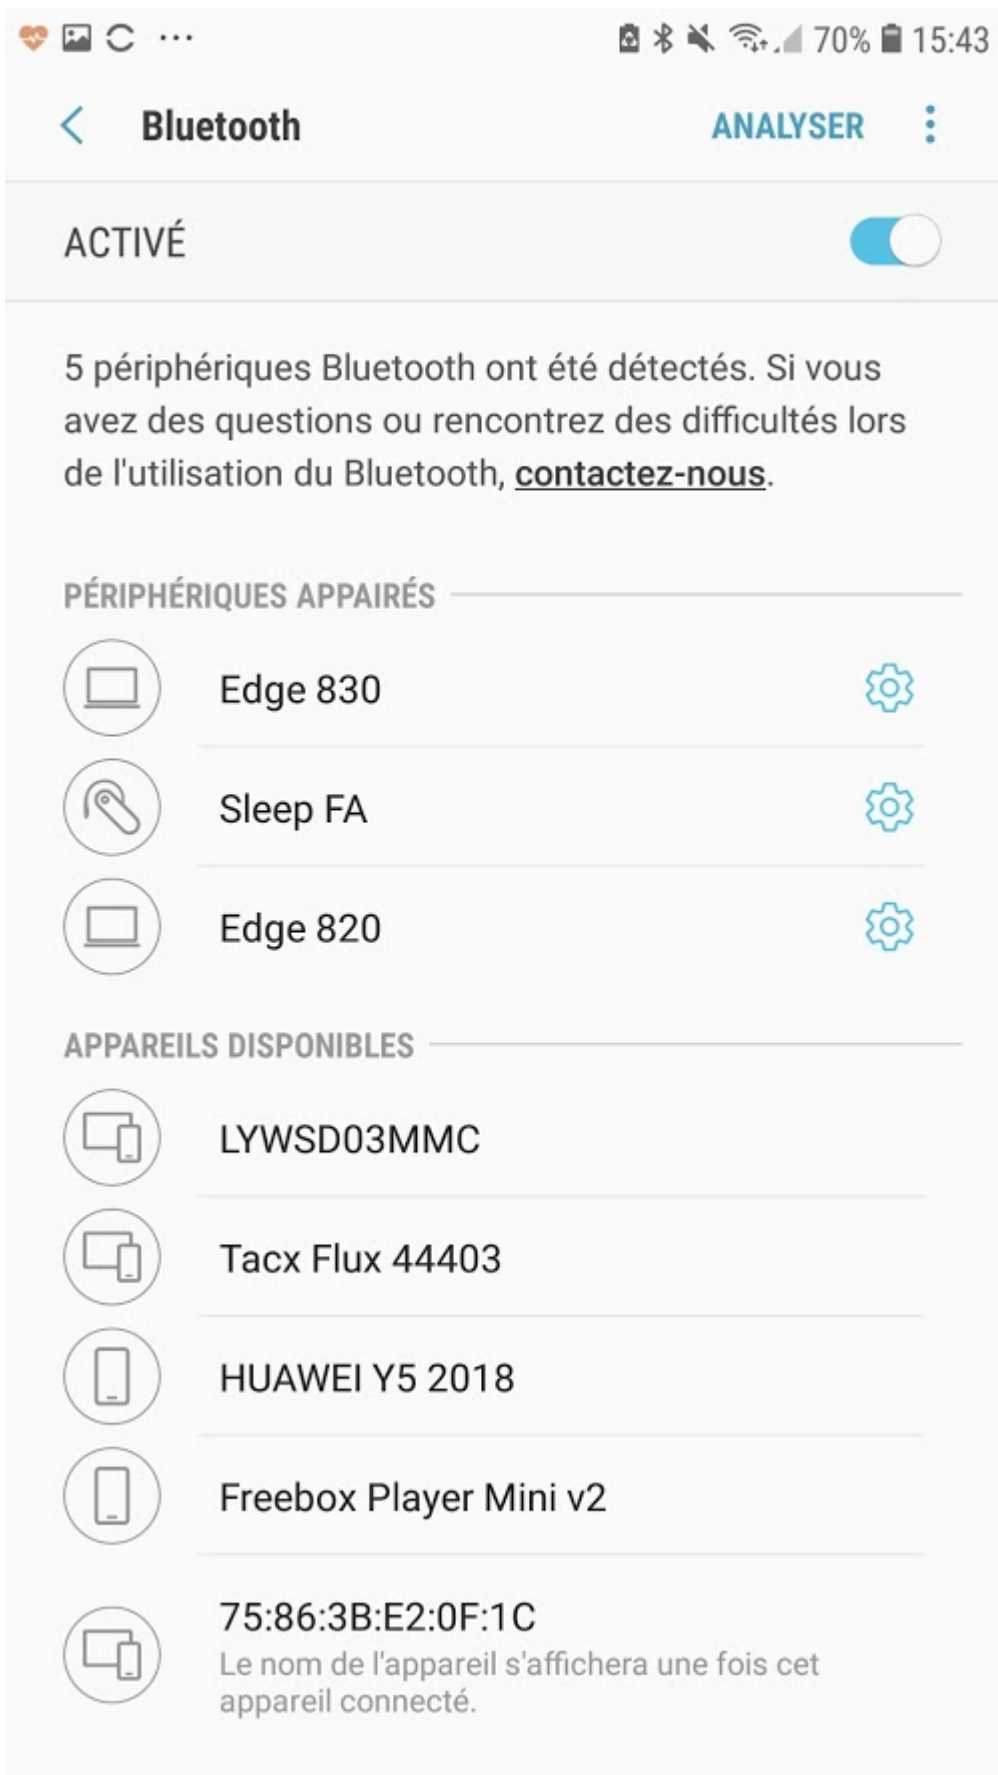 70% 15:43
Bluetooth ANALYSER
ACTIVÉ
5 périphériques Bluetooth ont été détectés. Si vous
avez des questions ou rencontrez des difficultés lors
de l'utilisation du Bluetooth, contactez-nous.
PÉRIPHÉRIQUES APPAIRÉS
Edge 830
Sleep FA
Edge 820
APPAREILS DISPONIBLES
LYWSD03MMC
Tacx Flux 44403
HUAWEI Y5 2018
Freebox Player Mini v2
75:86:3B:E2:0F:1C
Le nom de l'appareil s'affichera une fois cet
appareil connecté.